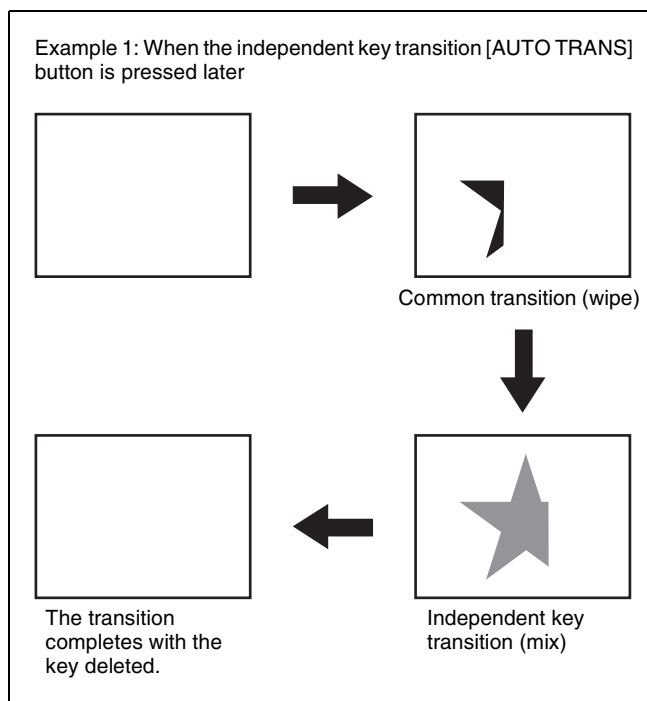 Example 1: When the independent key transition [AUTO TRANS]
button is pressed later
Common transition (wipe)
Independent key
transition (mix)
The transition
completes with the
key deleted.